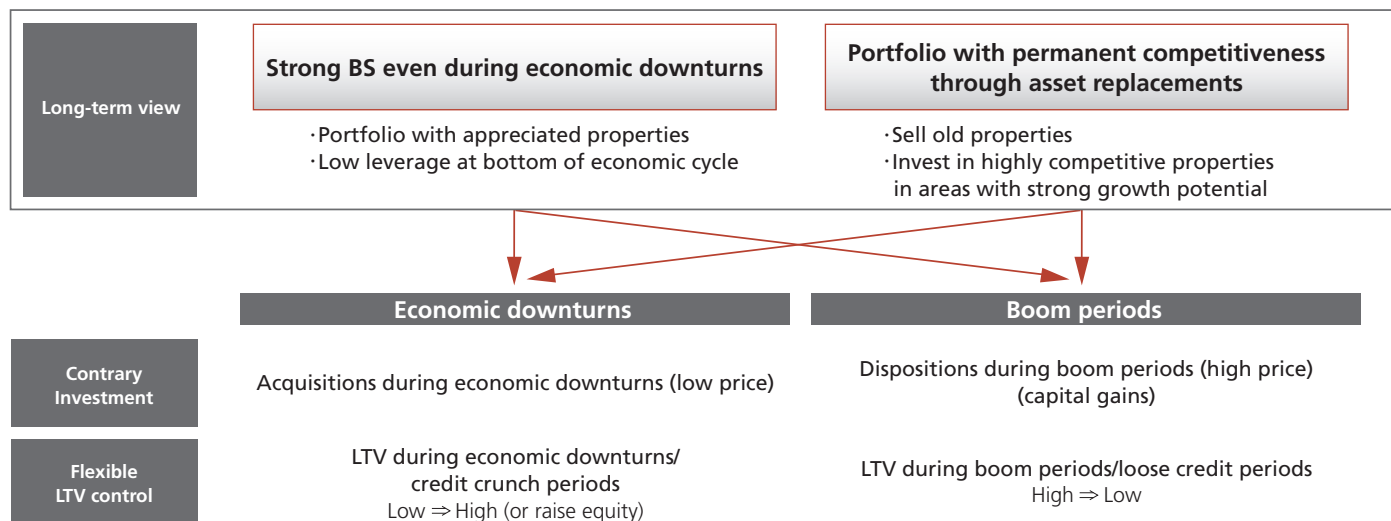 Long-term view
Strong BS even during economic downturns
·Portfolio with appreciated properties
·Low leverage at bottom of economic cycle
Portfolio with permanent competitiveness
through asset replacements
·Sell old properties
·Invest in highly competitive properties
in areas with strong growth potential
Economic downturns
Boom periods
Contrary
Investment
Acquisitions during economic downturns (low price)
Dispositions during boom periods (high price)
(capital gains)
Flexible
LTV control
LTV during economic downturns/
credit crunch periods
Low ⇒ High (or raise equity)
LTV during boom periods/loose credit periods
High ⇒ Low